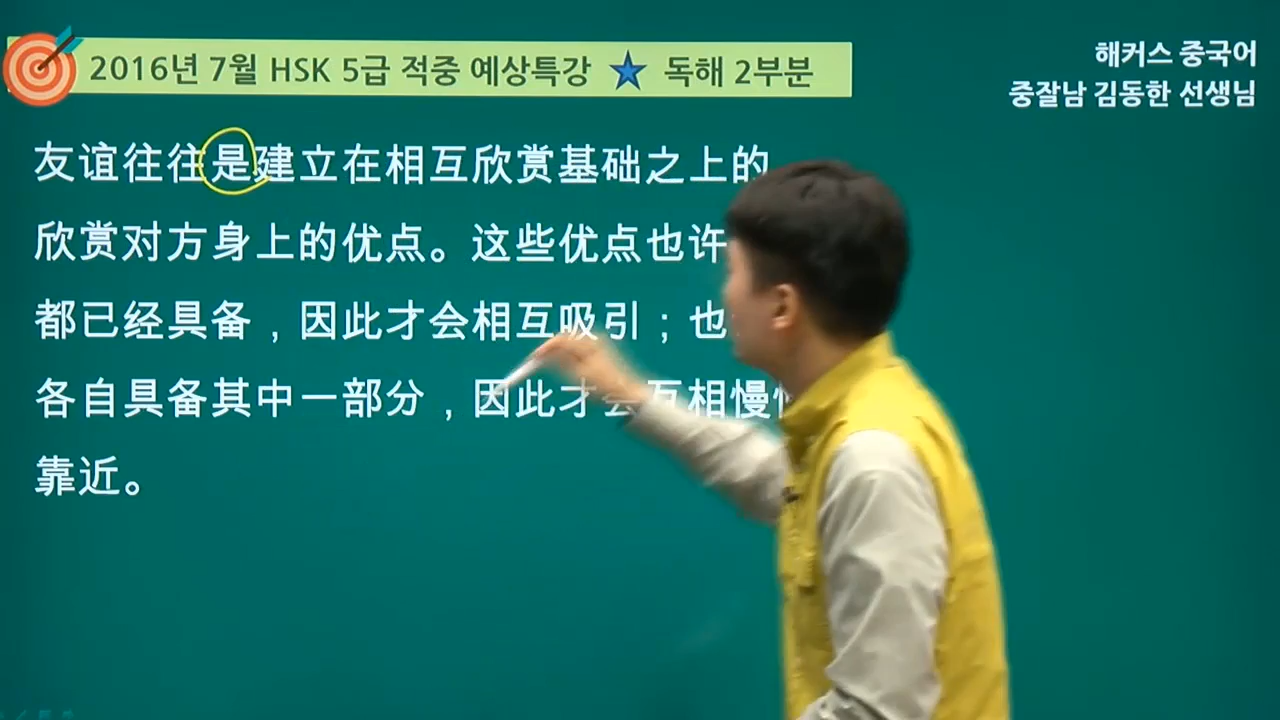 2016년 7월 HSK 5급 적중 예상특강 ★ 독해 2부분
해커스 중국어
중잘남 김동한 선생님
友谊往往是建立在相互欣赏基础之上的
欣赏对方身上的优点。这些优点也许
都已经具备，因此才会相互吸引；也
各自具备其中一部分，因此才会互相慢
靠近。